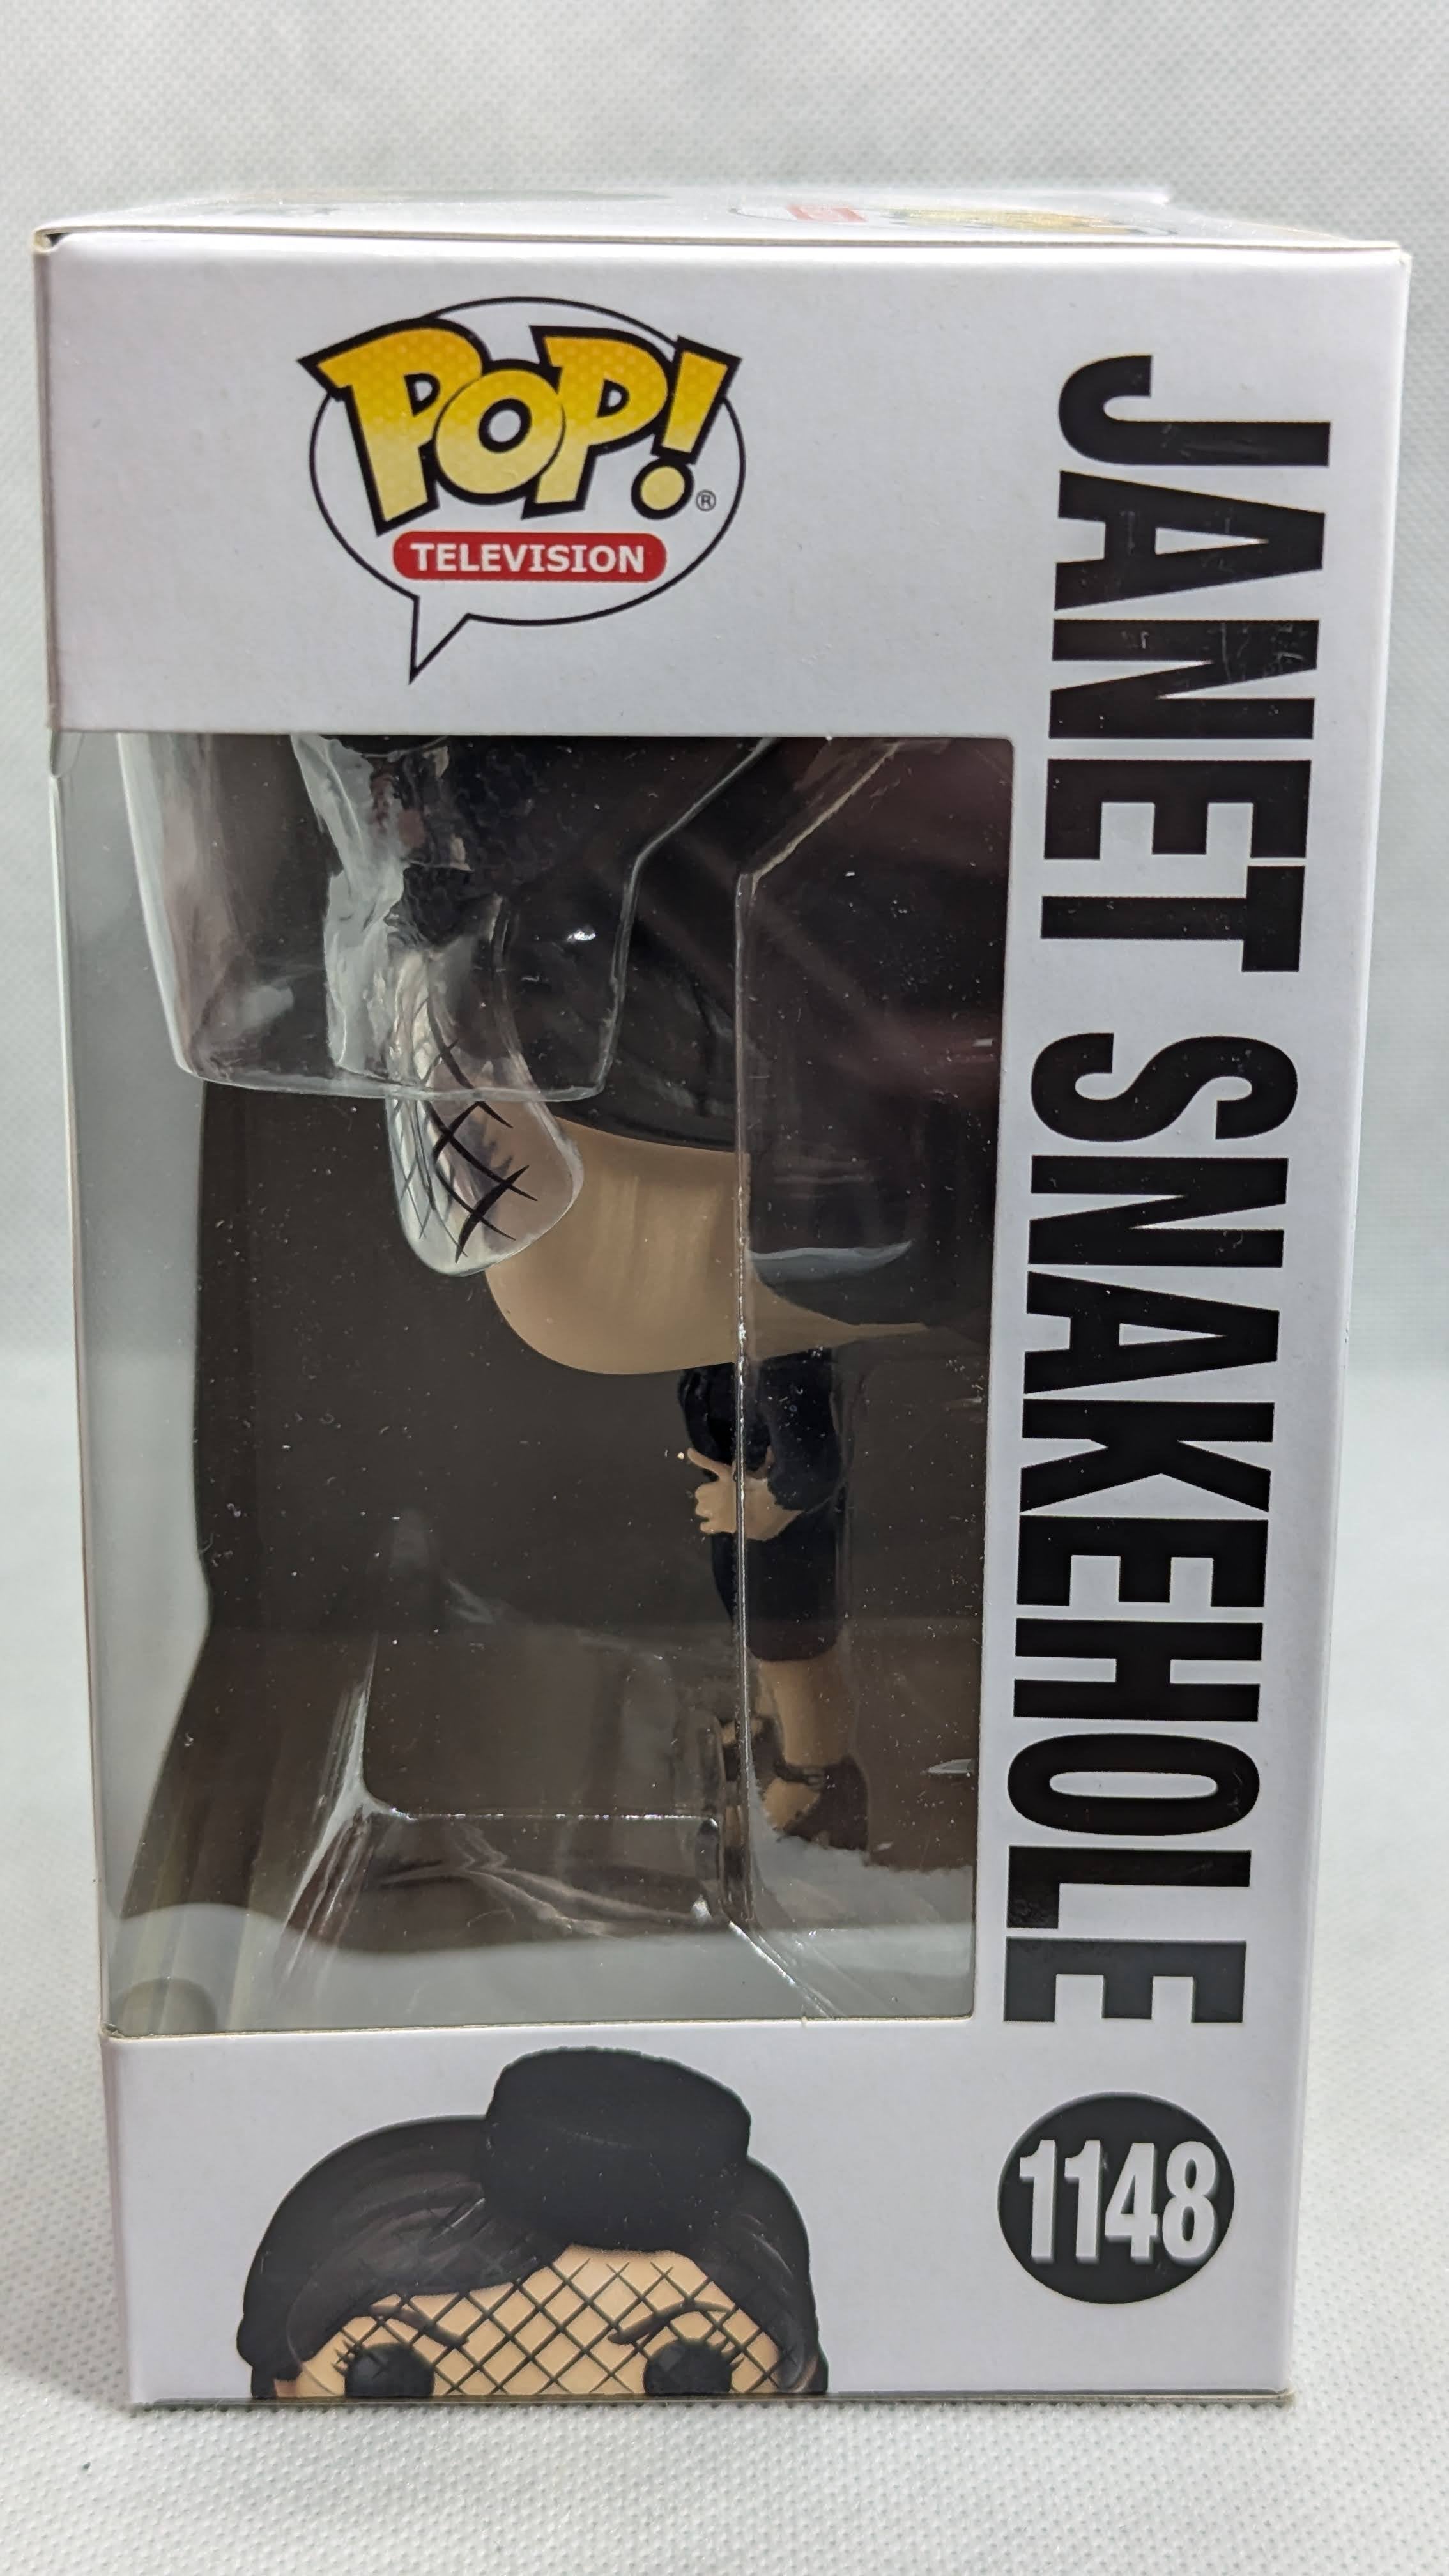 POP!®
TELEVISION
JANET SNAKEHOLE
1148